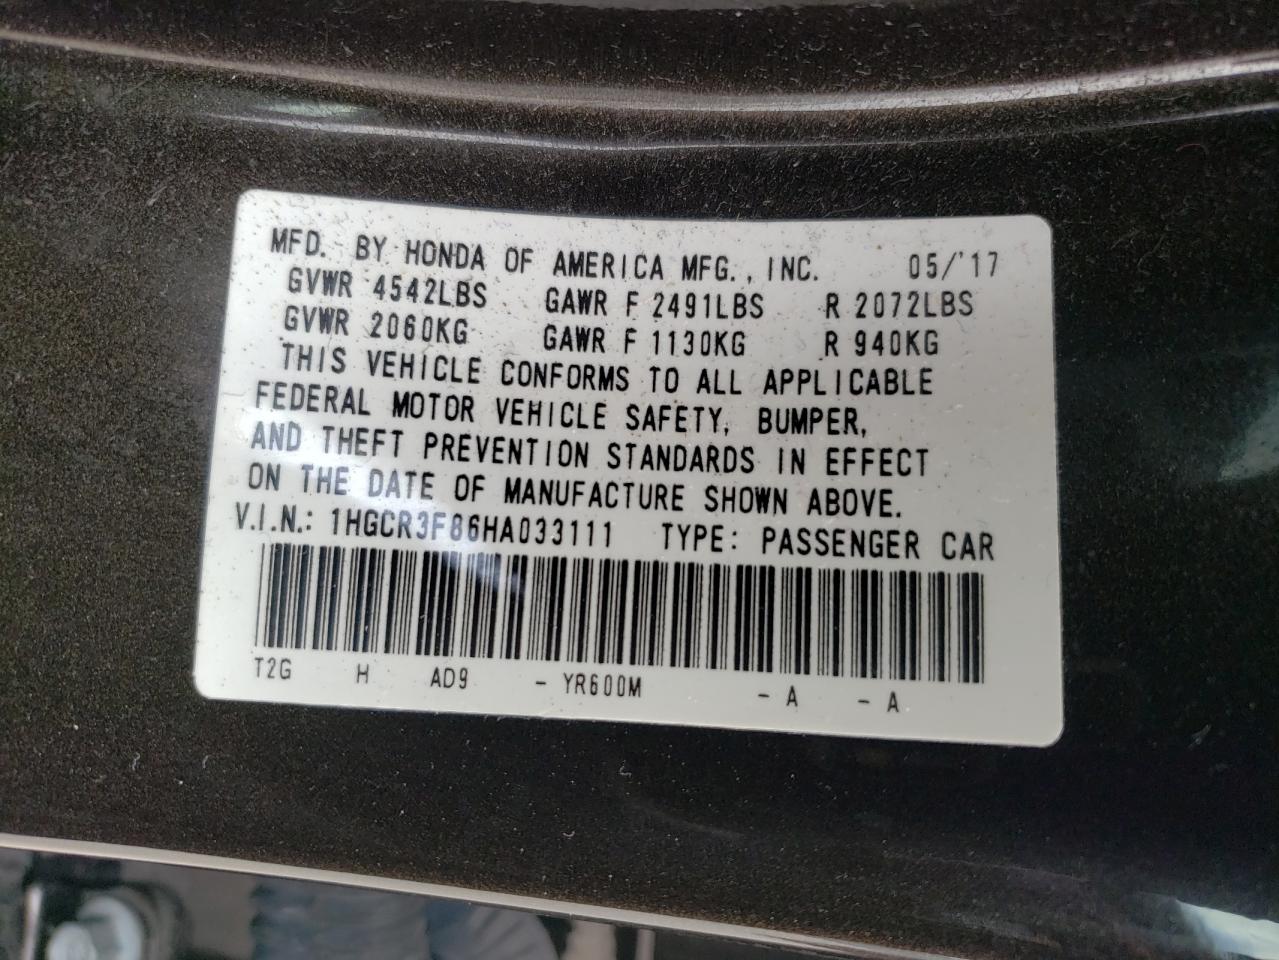 MFD. BY HONDA OF AMERICA MFG., INC. 05/'17
GVWR 4542LBS GAWR F 2491LBS R 2072LBS
GVWR 2060KG GAWR F 1130KG R 940KG
THIS VEHICLE CONFORMS TO ALL APPLICABLE
FEDERAL MOTOR VEHICLE SAFETY, BUMPER,
AND THEFT PREVENTION STANDARDS IN EFFECT
ON THE DATE OF MANUFACTURE SHOWN ABOVE.
V.I.N.: 1HGCR3F86HA033111 TYPE: PASSENGER CAR
T2G H AD9 - YR600M - A - A